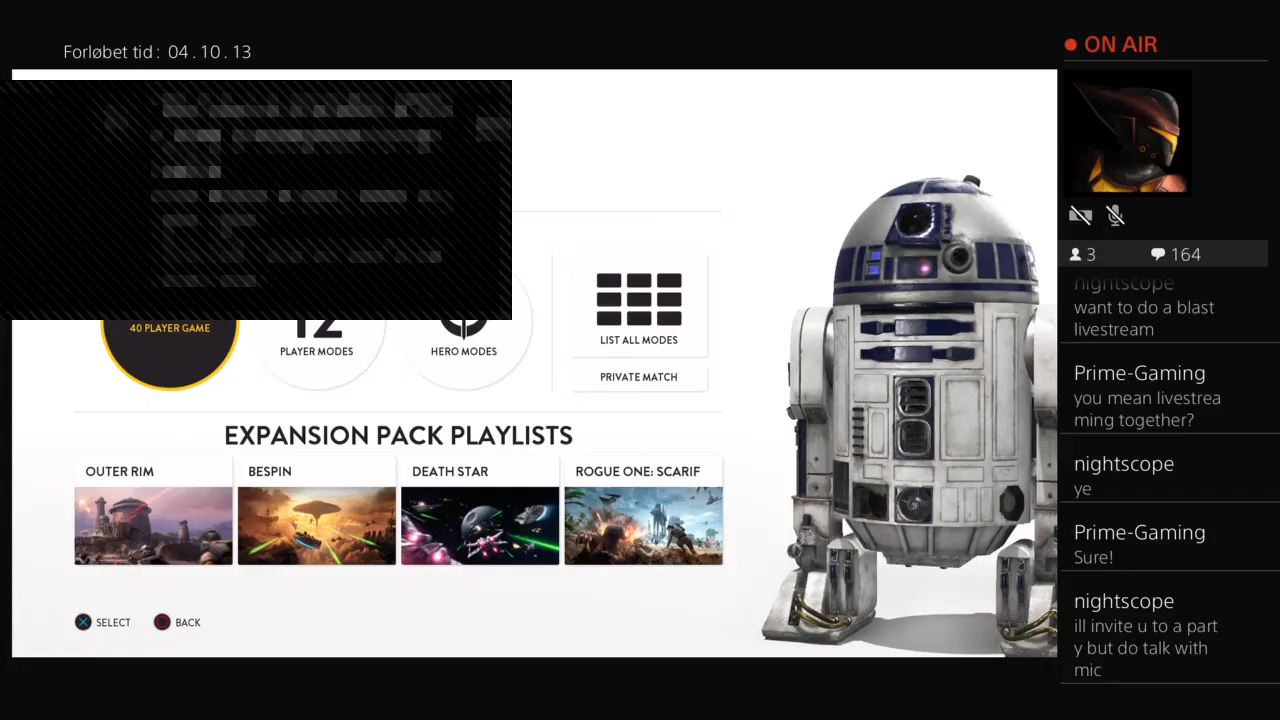 Forløbet tid: 04.10.13
ON AIR
3 164
nightscope
want to do a blast
livestream
Prime-Gaming
you mean livestrea
ming together?
nightscope
ye
Prime-Gaming
Sure!
nightscope
ill invite u to a part
y but do talk with
mic
40 PLAYER GAME
12
PLAYER MODES
HERO MODES
LIST ALL MODES
PRIVATE MATCH
EXPANSION PACK PLAYLISTS
OUTER RIM
BESPIN
DEATH STAR
ROGUE ONE: SCARIF
SELECT
BACK